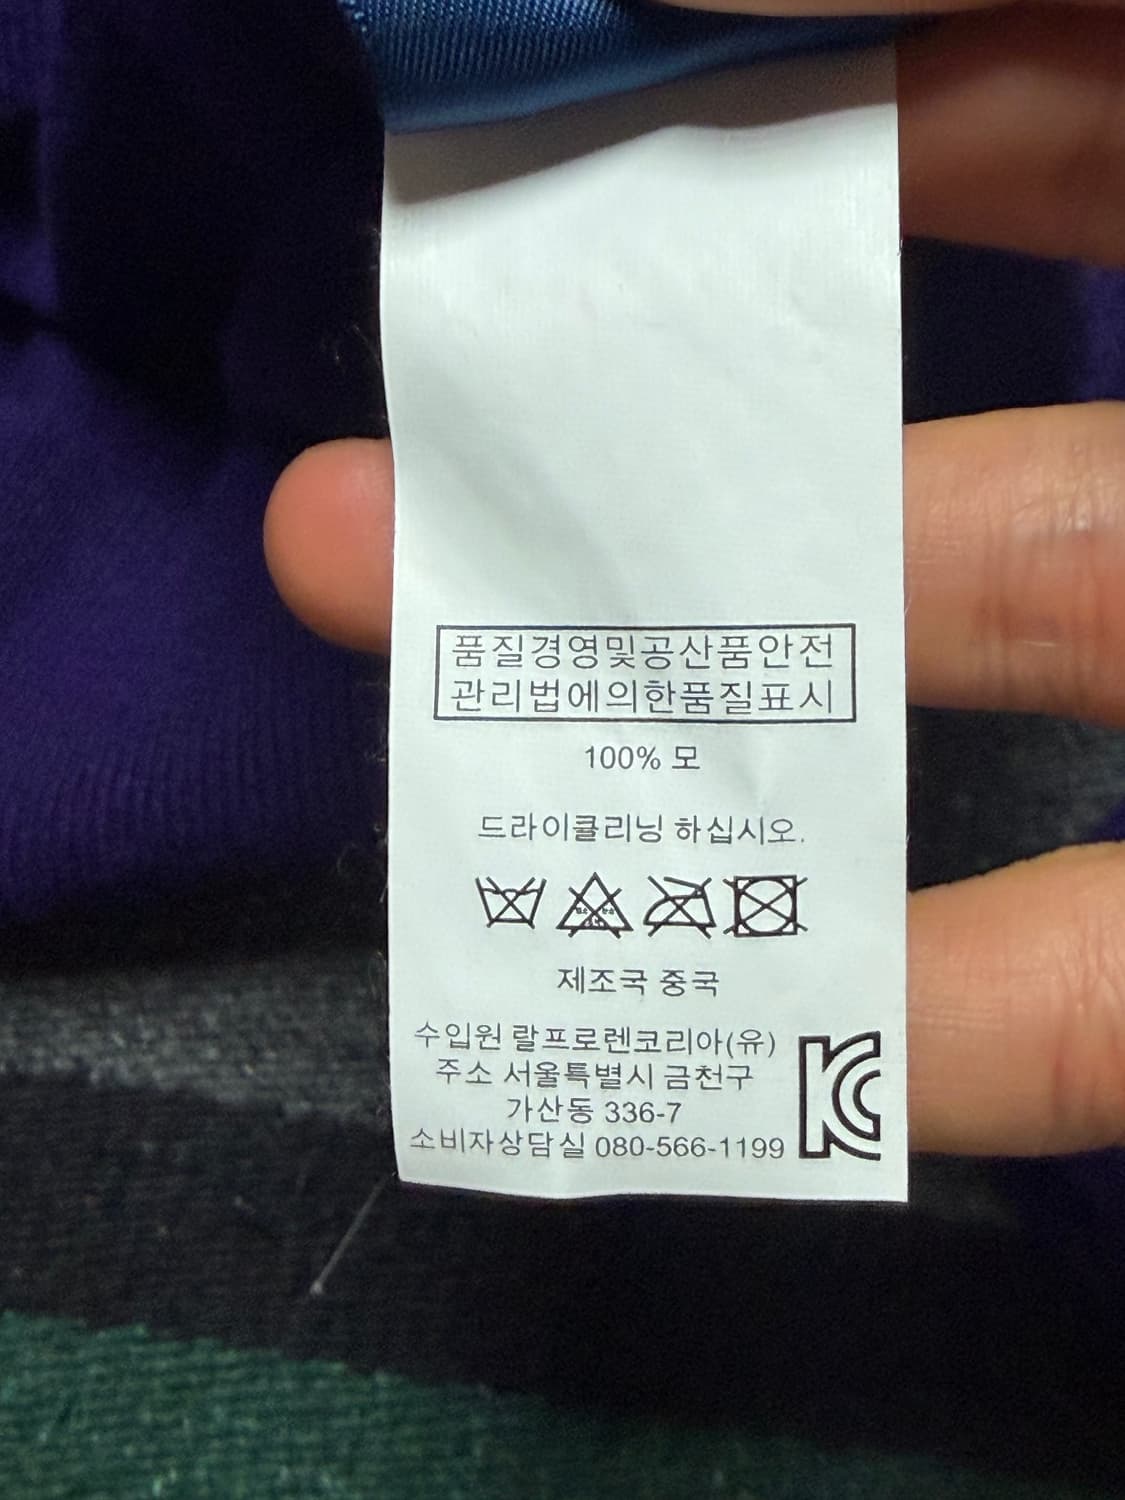 품질경영및공산품안전
관리법에의한품질표시
100% 모
드라이클리닝 하십시오.
제조국 중국
수입원 랄프로렌코리아(유)
주소 서울특별시 금천구
가산동 336-7
소비자상담실 080-566-1199
KC